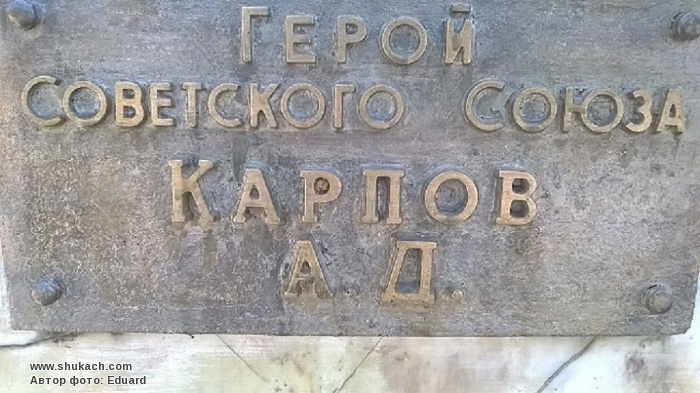 Герой
Советского Союза
Карпов
А. Д.
www.shukach.com
Автор фото: Eduard